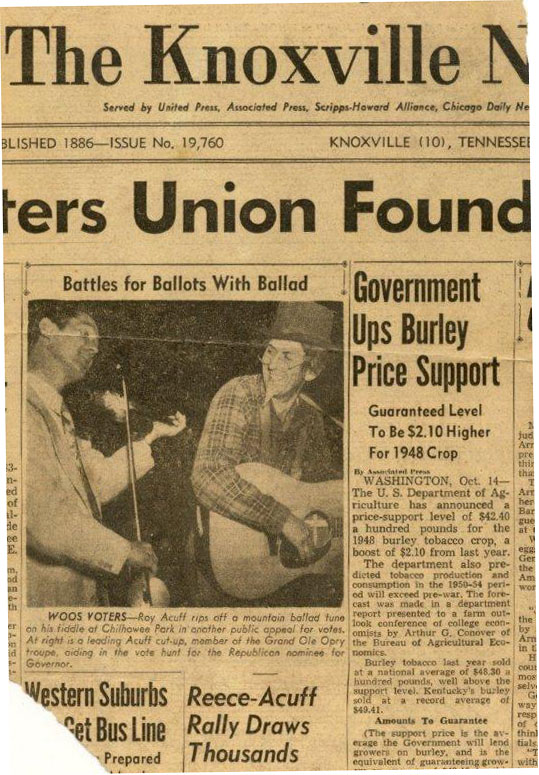 The Knoxville N
Served by United Press, Associated Press, Scripps-Howard Alliance, Chicago Daily Ne
BLISHED 1886—ISSUE No. 19,760
KNOXVILLE (10), TENNESSEE
ters Union Found
Battles for Ballots With Ballad
WOOS VOTERS—Roy Acuff rips off a mountain ballad tune
on his fiddle at Chilhowee Park in another public appeal for votes.
At right is a leading Acuff cut-up, member of the Grand Ole Opry
troupe, aiding in the vote hunt for the Republican nominee for
Governor.
Western Suburbs
Get Bus Line
Prepared
Reece-Acuff
Rally Draws
Thousands
Government
Ups Burley
Price Support
Guaranteed Level
To Be $2.10 Higher
For 1948 Crop
By Associated Press
WASHINGTON, Oct. 14—
The U. S. Department of Ag-
riculture has announced a
price-support level of $42.40
a hundred pounds for the
1948 burley tobacco crop, a
boost of $2.10 from last year.
The department also pre-
dicted tobacco production and
consumption in the 1950-54 peri-
od will exceed pre-war. The fore-
cast was made in a department
report presented to a farm out-
look conference of college econ-
omists by Arthur G. Conover of
the Bureau of Agricultural Eco-
nomics.
Burley tobacco last year sold
at a national average of $48.30 a
hundred pounds, well above the
support level. Kentucky's burley
sold at a record average of
$49.41.
Amounts To Guarantee
(The support price is the av-
erage the Government will lend
growers on burley, and is the
equivalent of guaranteeing grow-